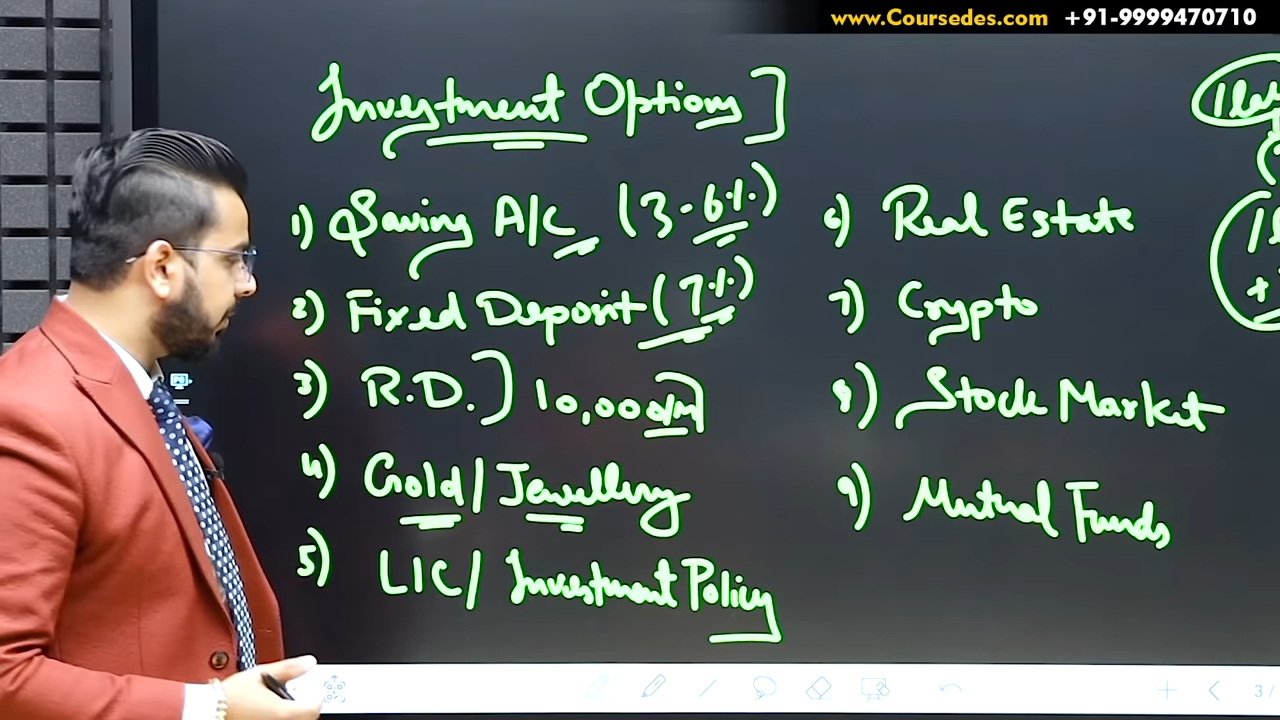 www.Coursedes.com +91-9999470710
Investment Options ]
1) Saving A/C (3-6%)
2) Fixed Deposit (7%)
3) R.D. ] 10,000/m
4) Gold / Jewellery
5) LIC / Investment Policy
6) Real Estate
7) Crypto
8) Stock Market
9) Mutual Funds
3 /